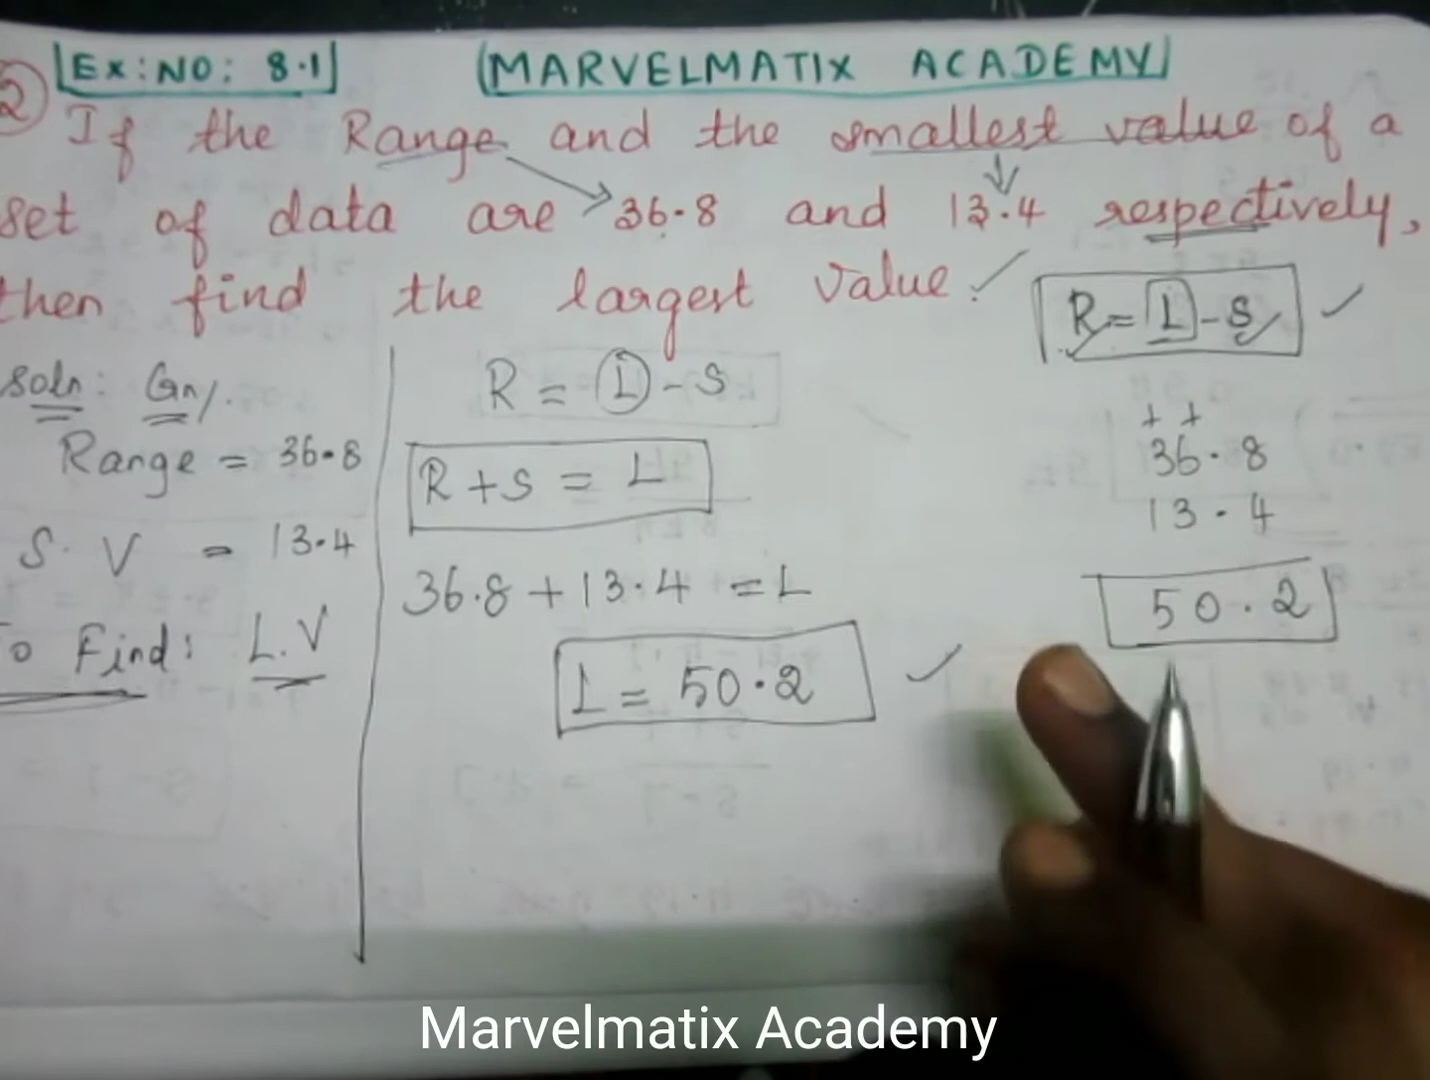 EX:NO: 8.1 (MARVELMATIX ACADEMY)
2 If the Range and the smallest value of a
set of data are 36.8 and 13.4 respectively,
then find the largest value.
R = L - S
Soln: Gn/.
Range = 36.8
S.V = 13.4
To Find: L.V
R = L - S
R + S = L
36.8 + 13.4 = L
L = 50.2
+ +
36.8
13.4
50.2
Marvelmatix Academy